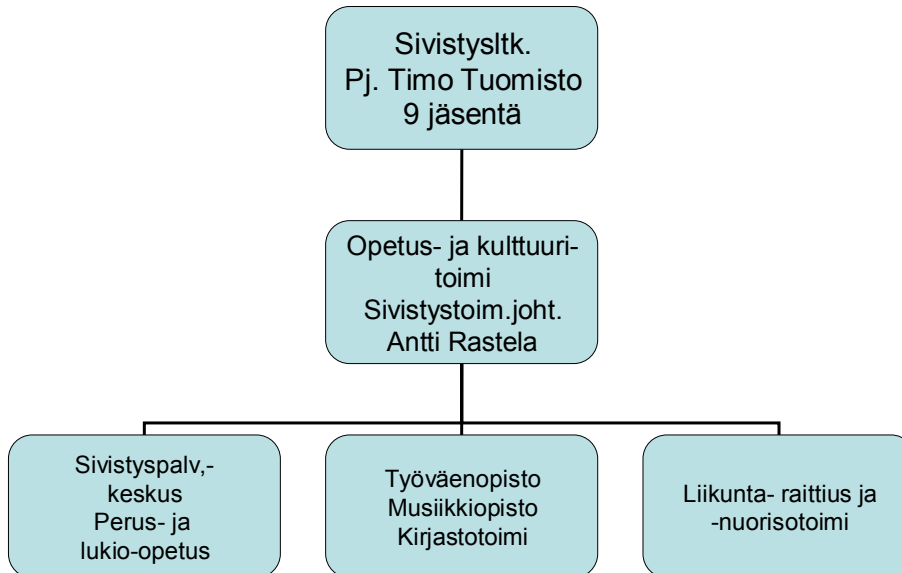 Sivistysltk.
Pj. Timo Tuomisto
9 jäsentä
Opetus- ja kulttuuri-
toimi
Sivistystoim.joht.
Antti Rastela
Sivistyspalv,-
keskus
Perus- ja
lukio-opetus
Työväenopisto
Musiikkiopisto
Kirjastotoimi
Liikunta- raittius ja
-nuorisotoimi